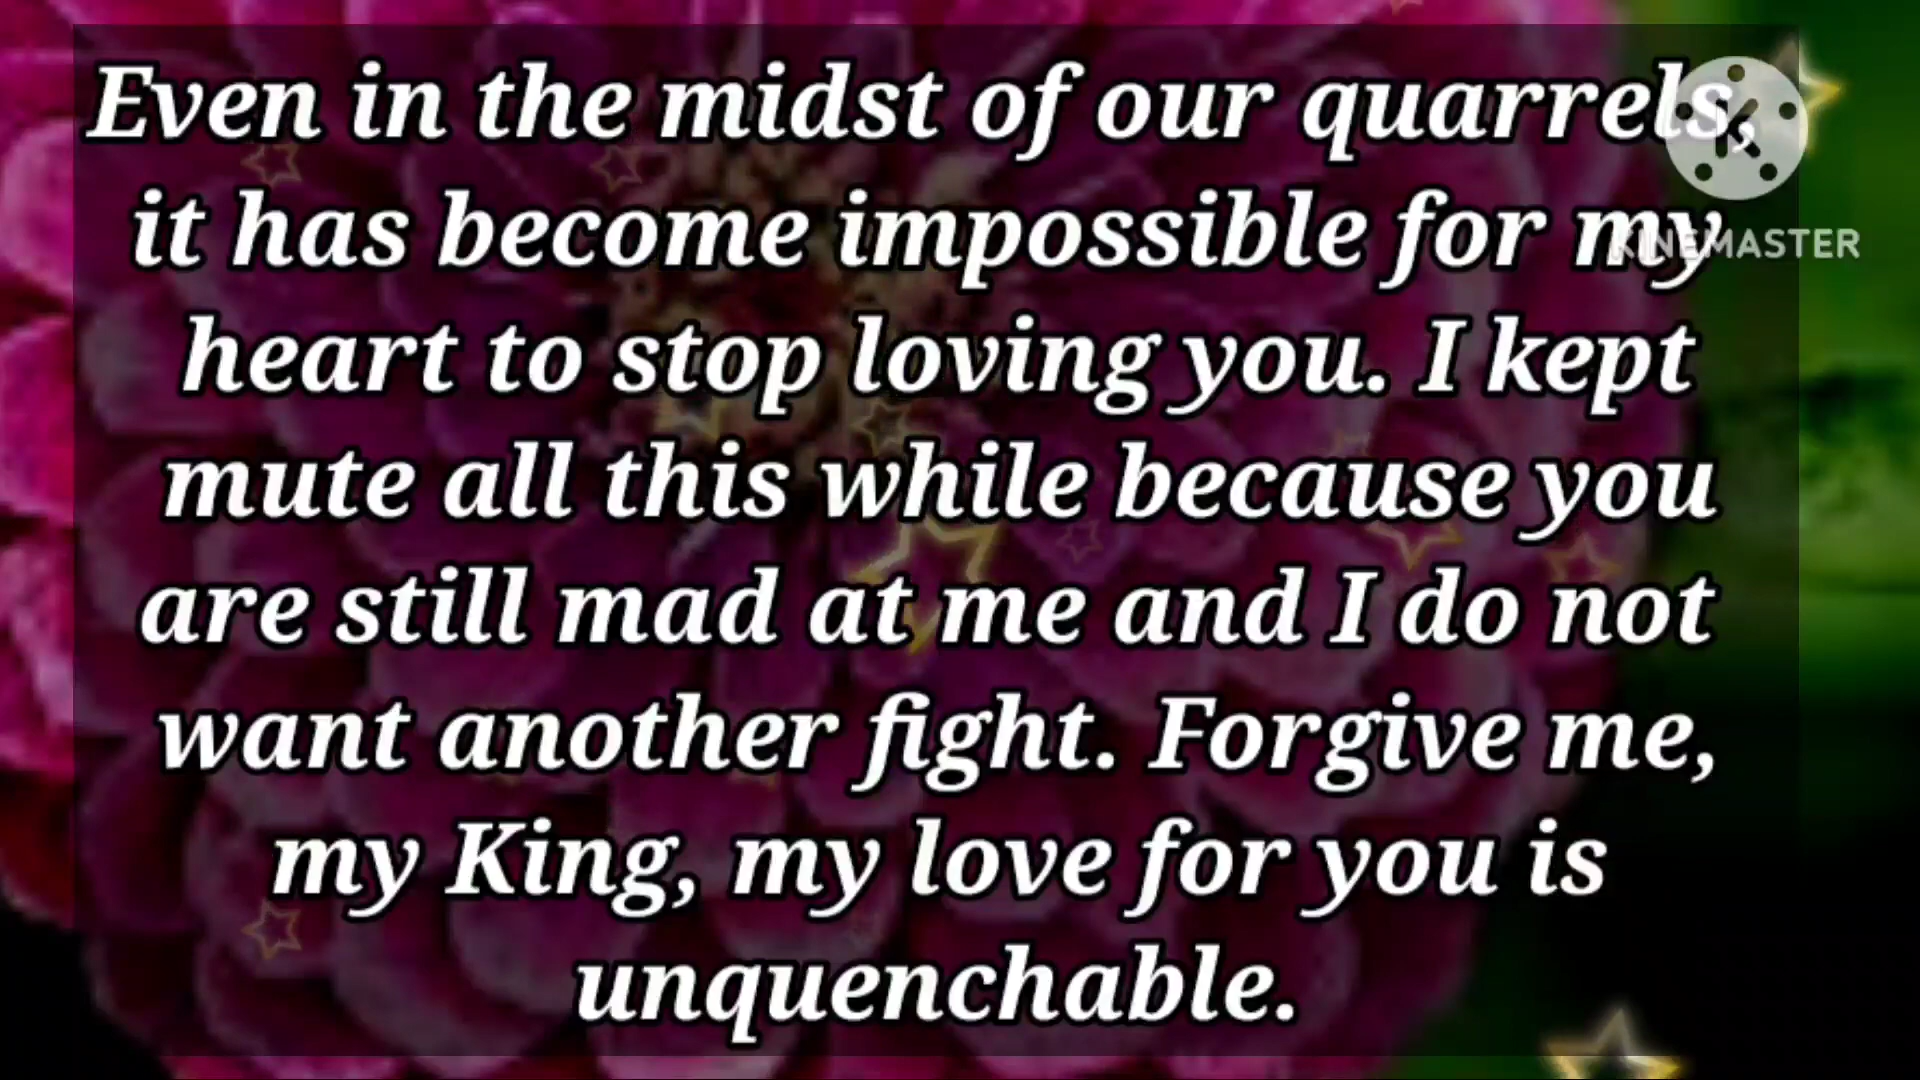 Even in the midst of our quarrels,
it has become impossible for my
heart to stop loving you. I kept
mute all this while because you
are still mad at me and I do not
want another fight. Forgive me,
my King, my love for you is
unquenchable.
K
KINEMASTER